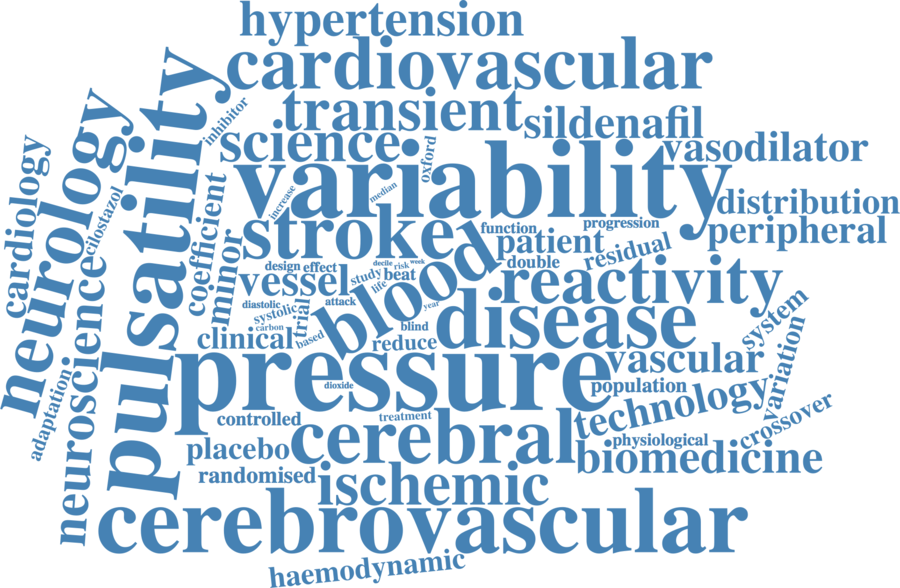 hypertension
cardiovascular
transient
sildenafil
inhibitor
science
oxford
vasodilator
cardiology
neurology
pulsatility
cilostazol
coefficient
variability
median
increase
distribution
stroke
function
progression
peripheral
patient
residual
double
minor
blood
design
effect
decile
risk
week
vessel
study
beat
life
reactivity
diastolic
systolic
attack
year
trial
carbon
based
blind
disease
system
neuroscience
clinical
reduce
variation
pressure
vascular
dioxide
population
adaptation
technology
crossover
controlled
treatment
cerebral
physiological
placebo
biomedicine
randomised
ischemic
cerebrovascular
haemodynamic